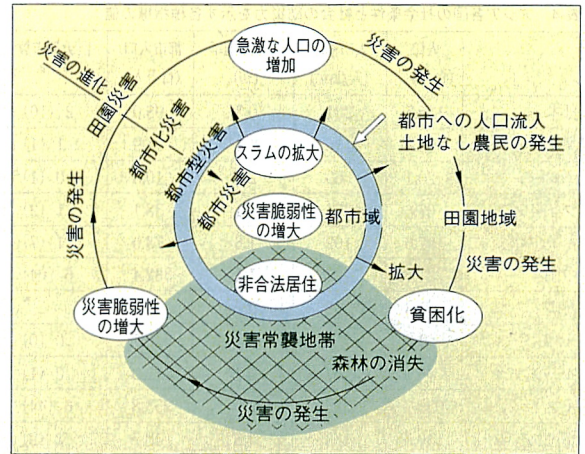 急激な人口の
増加
災害の発生
災害の進化
田園災害
都市化災害
都市型災害
都市災害
都市への人口流入
土地なし農民の発生
スラムの拡大
災害の発生
災害脆弱性
の増大
都市域
田園地域
災害の発生
拡大
非合法居住
災害脆弱性
の増大
貧困化
災害常襲地帯
森林の消失
災害の発生